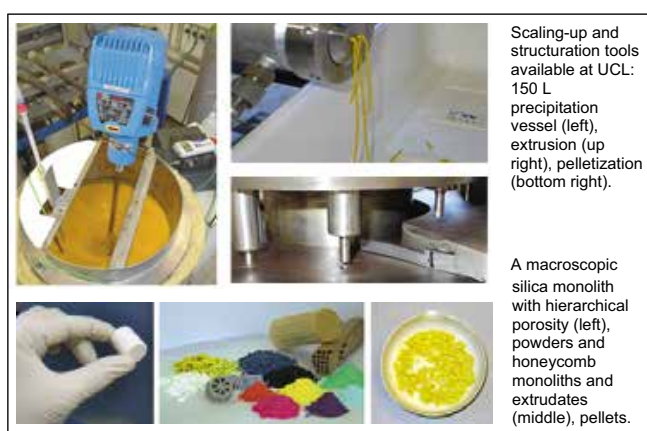 Scaling-up and
structuration tools
available at UCL:
150 L
precipitation
vessel (left),
extrusion (up
right), pelletization
(bottom right).
A macroscopic
silica monolith
with hierarchical
porosity (left),
powders and
honeycomb
monoliths and
extrudates
(middle), pellets.